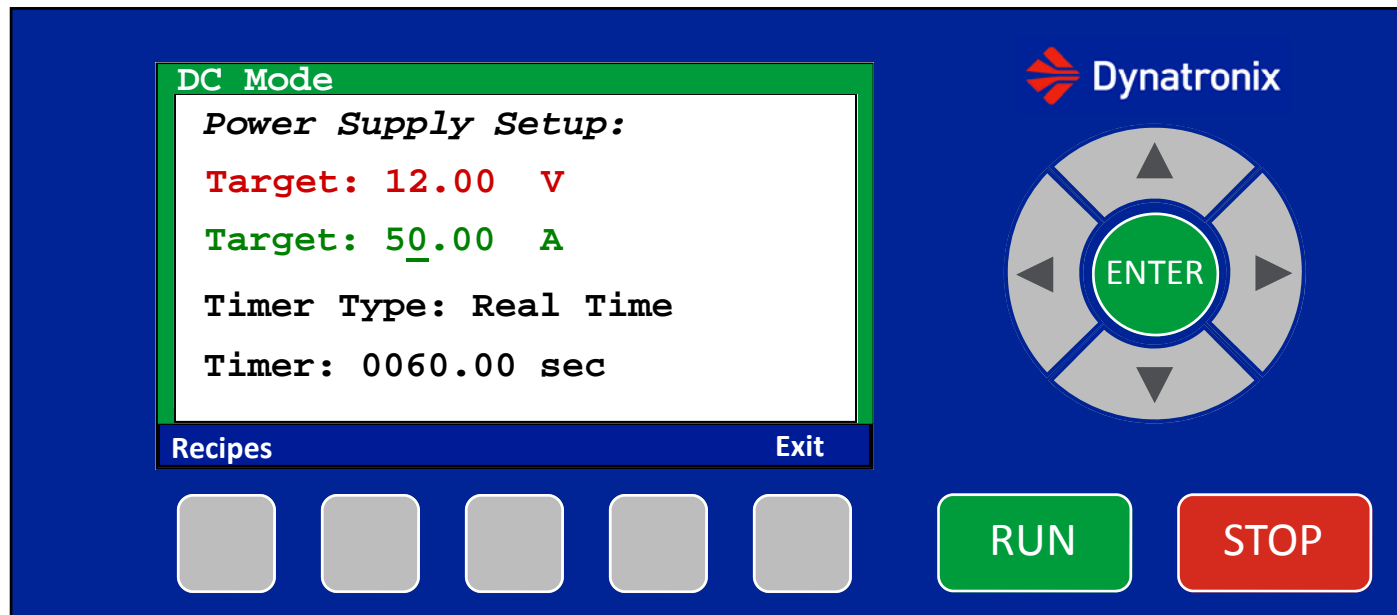 DC Mode
Power Supply Setup:
Target: 12.00 V
Target: 50.00 A
Timer Type: Real Time
Timer: 0060.00 sec
Recipes
Exit
Dynatronix
ENTER
RUN
STOP